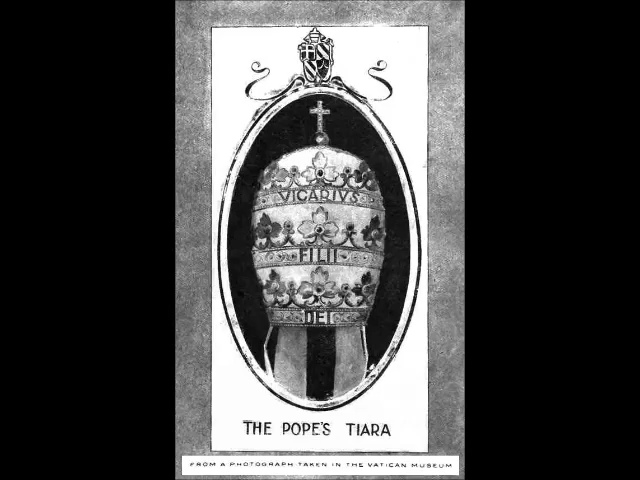 VICARIVS
FILII
DEI
THE POPE'S TIARA
FROM A PHOTOGRAPH TAKEN IN THE VATICAN MUSEUM